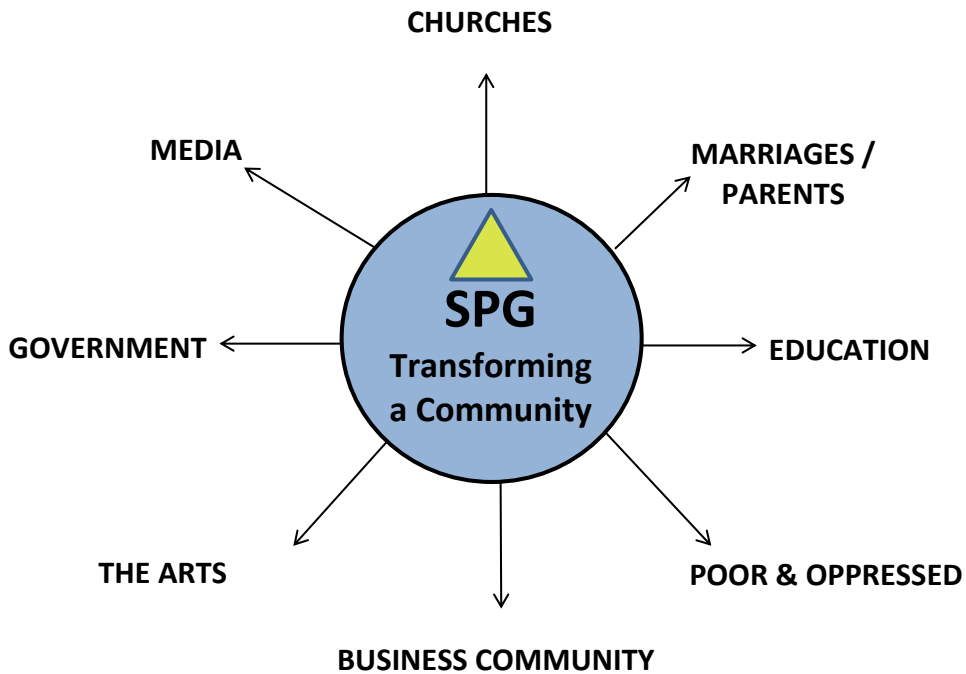 CHURCHES
MEDIA
MARRIAGES /
PARENTS
SPG
Transforming
a Community
GOVERNMENT
EDUCATION
THE ARTS
POOR & OPPRESSED
BUSINESS COMMUNITY